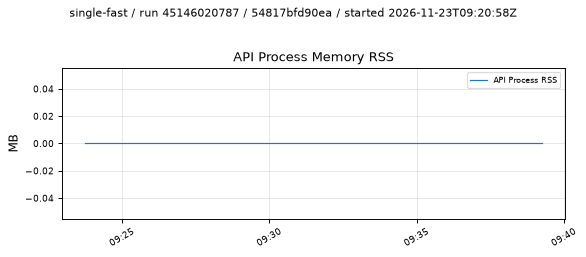 single-fast / run 45146020787 / 54817bfd90ea / started 2026-11-23T09:20:58Z
API Process Memory RSS
API Process RSS
MB
0.04
0.02
0.00
−0.02
−0.04
09:25
09:30
09:35
09:40